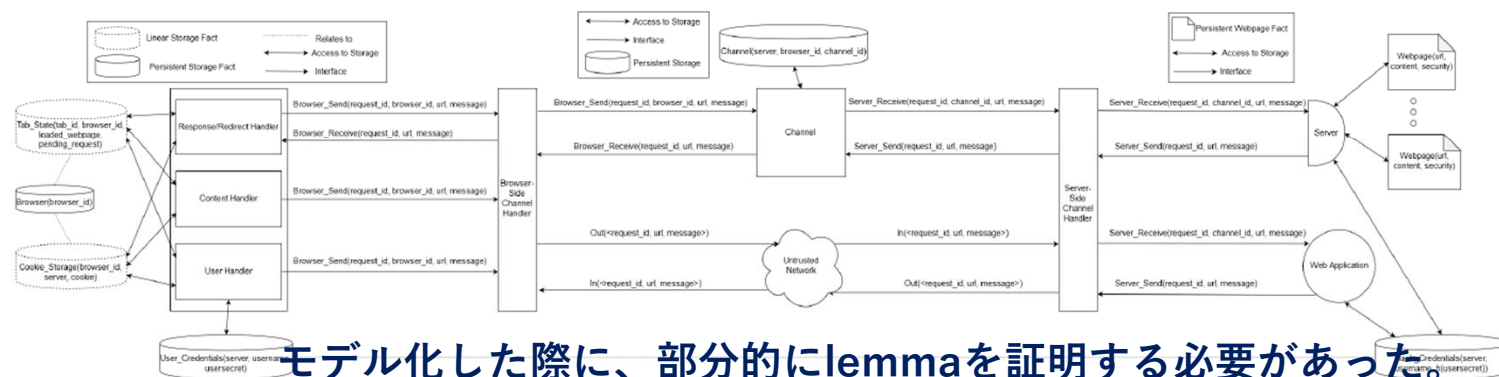 Linear Storage Fact
Persistent Storage Fact
Relates to
Access to Storage
Interface
Tab_State(tab_id, browser_id,
loaded_webpage,
pending_request)
Browser(browser_id)
Cookie_Storage(browser_id,
server, cookie)
Response/Redirect Handler
Content Handler
User Handler
User_Credentials(server, username
usersecret)
Browser_Send(request_id, browser_id, url, message)
Browser_Receive(request_id, url, message)
Browser_Send(request_id, browser_id, url, message)
Browser_Send(request_id, browser_id, url, message)
Browser-
Side
Channel
Handler
Access to Storage
Interface
Persistent Storage
Channel(server, browser_id, channel_id)
Browser_Send(request_id, browser_id, url, message)
Browser_Receive(request_id, url, message)
Channel
Server_Receive(request_id, channel_id, url, message)
Server_Send(request_id, url, message)
Out(<request_id, url, message>)
In(<request_id, url, message>)
Untrusted
Network
In(<request_id, url, message>)
Out(<request_id, url, message>)
Server-
Side
Channel
Handler
Persistent Webpage Fact
Access to Storage
Interface
Server_Receive(request_id, channel_id, url, message)
Server_Send(request_id, url, message)
Server
Webpage(url,
content, security)
Webpage(url,
content, security)
Server_Receive(request_id, channel_id, url, message)
Server_Send(request_id, url, message)
Web Application
Credentials(server,
h(usersecret))
モデル化した際に、部分的にlemmaを証明する必要があった。